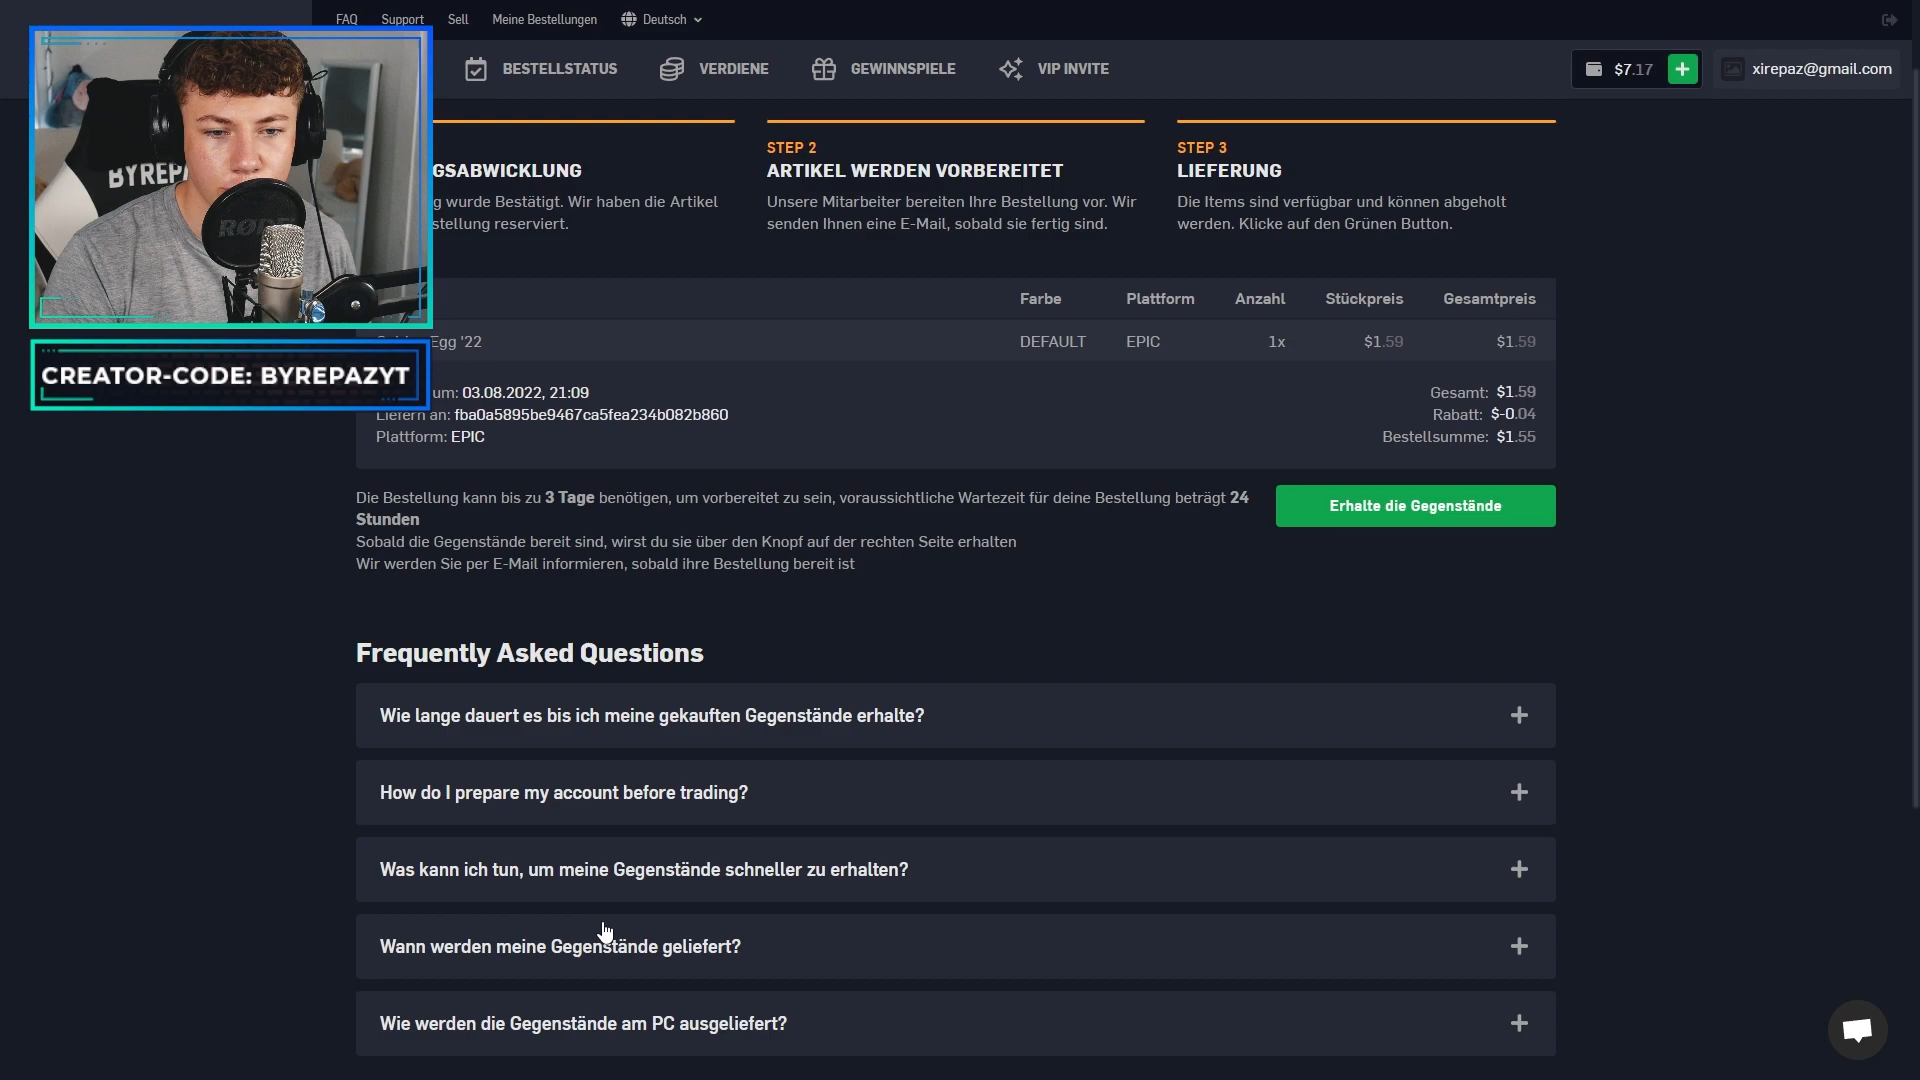 FAQ Support Sell Meine Bestellungen Deutsch
BESTELLSTATUS VERDIENE GEWINNSPIELE VIP INVITE $7.17 + xirepaz@gmail.com
STEP 2
STEP 3
GSABWICKLUNG
ARTIKEL WERDEN VORBEREITET
LIEFERUNG
g wurde Bestätigt. Wir haben die Artikel
stellung reserviert.
Unsere Mitarbeiter bereiten Ihre Bestellung vor. Wir
senden Ihnen eine E-Mail, sobald sie fertig sind.
Die Items sind verfügbar und können abgeholt
werden. Klicke auf den Grünen Button.
RØDE
Farbe Plattform Anzahl Stückpreis Gesamtpreis
Egg '22 DEFAULT EPIC 1x $1.59 $1.59
CREATOR-CODE: BYREPAZYT
um: 03.08.2022, 21:09
Liefern an: fba0a5895be9467ca5fea234b082b860
Plattform: EPIC
Gesamt: $1.59
Rabatt: $-0.04
Bestellsumme: $1.55
Die Bestellung kann bis zu 3 Tage benötigen, um vorbereitet zu sein, voraussichtliche Wartezeit für deine Bestellung beträgt 24
Stunden
Sobald die Gegenstände bereit sind, wirst du sie über den Knopf auf der rechten Seite erhalten
Wir werden Sie per E-Mail informieren, sobald ihre Bestellung bereit ist
Erhalte die Gegenstände
Frequently Asked Questions
Wie lange dauert es bis ich meine gekauften Gegenstände erhalte?
How do I prepare my account before trading?
Was kann ich tun, um meine Gegenstände schneller zu erhalten?
Wann werden meine Gegenstände geliefert?
Wie werden die Gegenstände am PC ausgeliefert?